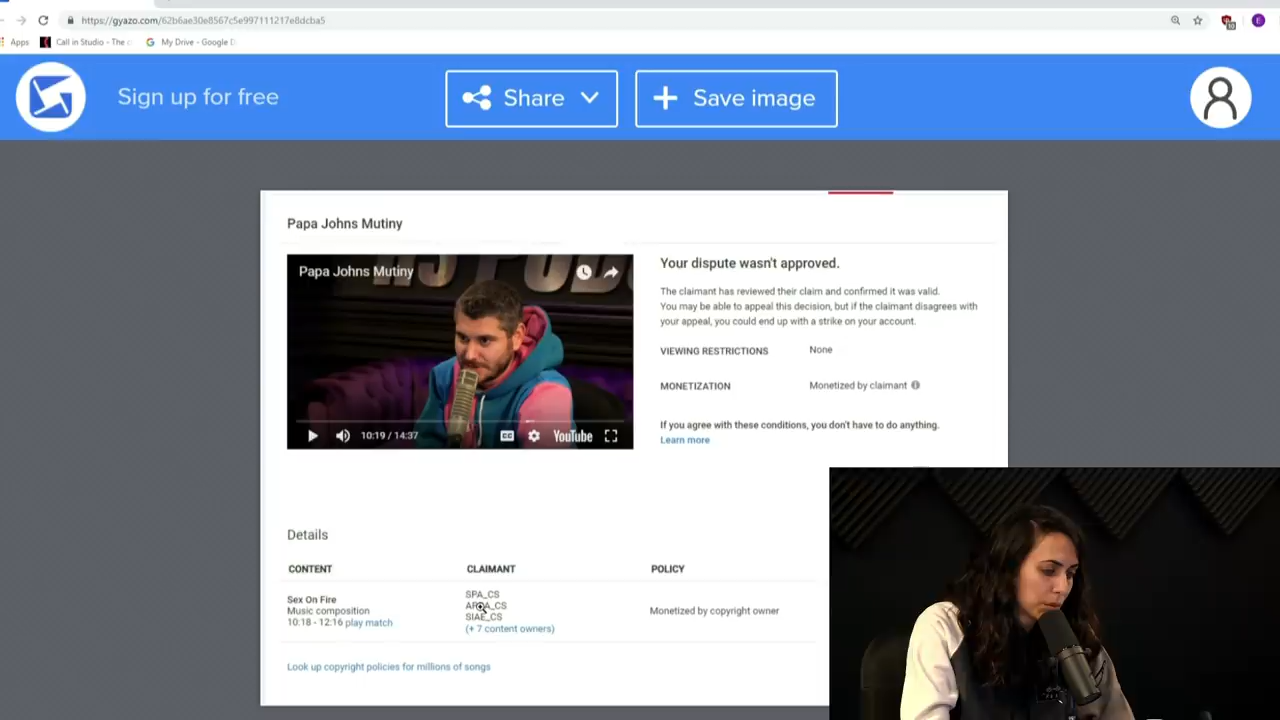 https://gyazo.com/62b6ae30e8567c5e997111217e8dcba5
Apps
Call in Studio - The c
My Drive - Google D
Sign up for free
Share
Save image
Papa Johns Mutiny
Papa Johns Mutiny
10:19 / 14:37
CC
YouTube
Your dispute wasn't approved.
The claimant has reviewed their claim and confirmed it was valid.
You may be able to appeal this decision, but if the claimant disagrees with
your appeal, you could end up with a strike on your account.
VIEWING RESTRICTIONS
None
MONETIZATION
Monetized by claimant
If you agree with these conditions, you don't have to do anything.
Learn more
Details
CONTENT
CLAIMANT
POLICY
Sex On Fire
Music composition
10:18 - 12:16 play match
SPA_CS
SIAE_CS
(+ 7 content owners)
Monetized by copyright owner
Look up copyright policies for millions of songs